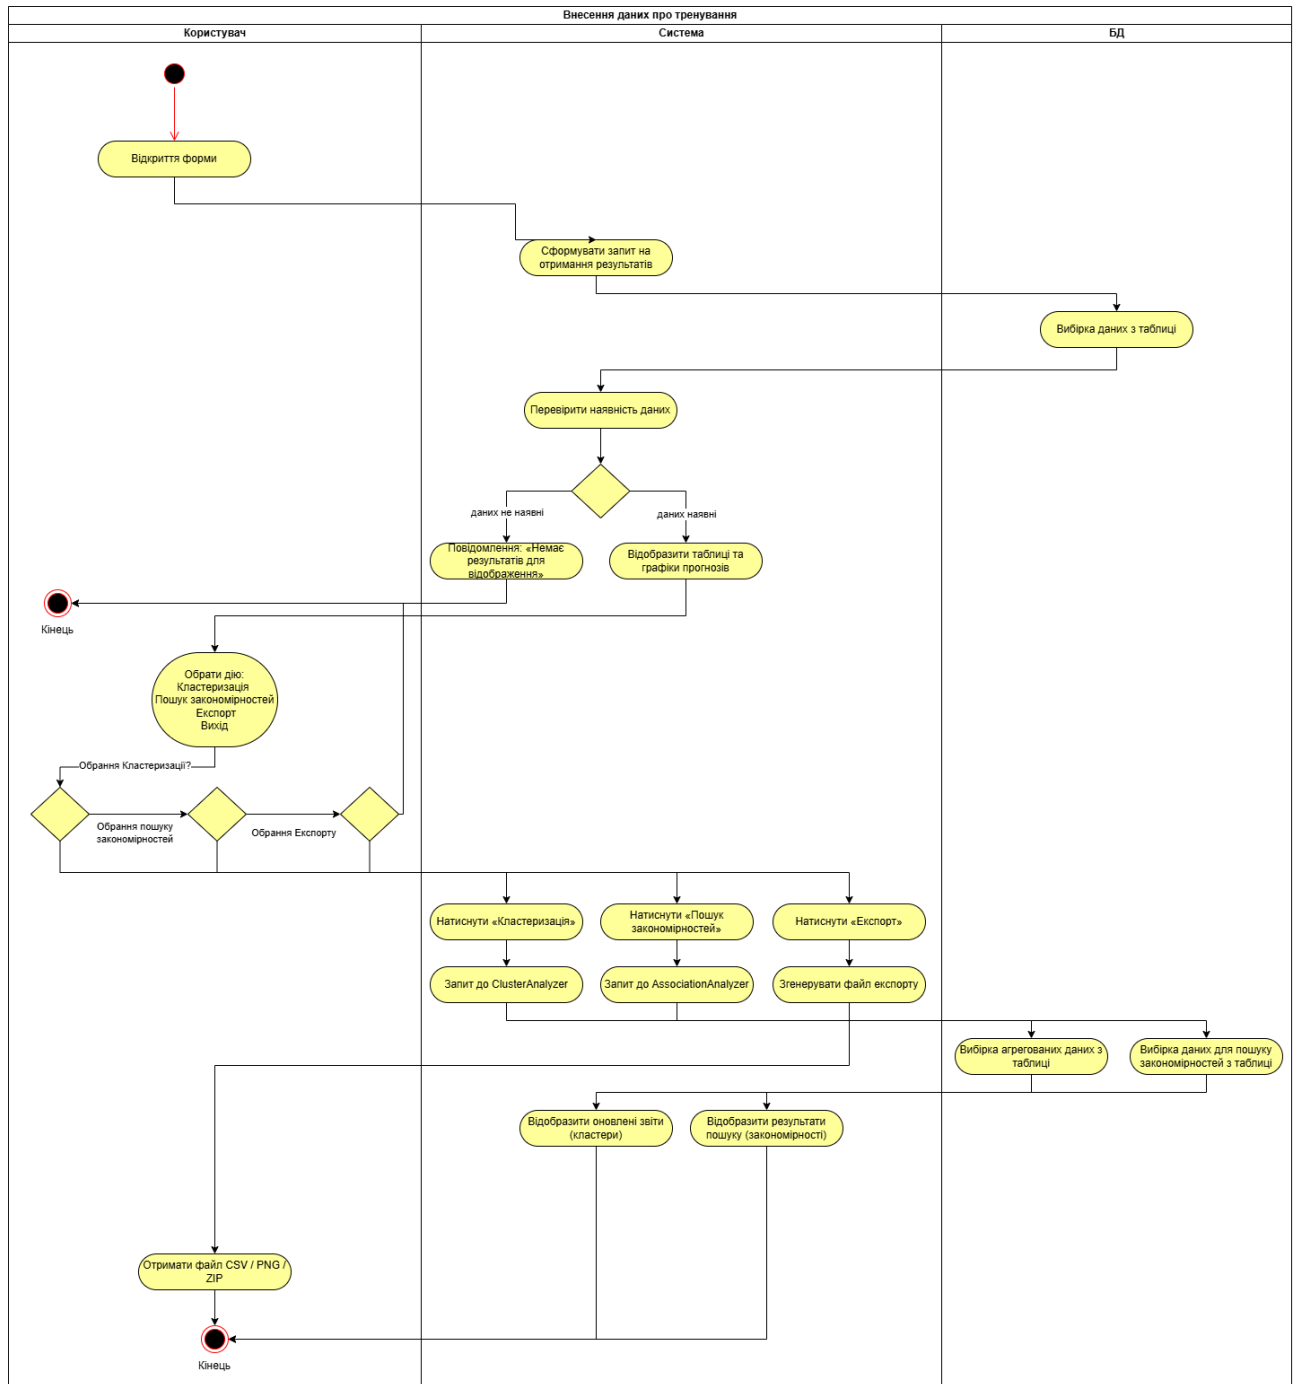 Внесення даних про тренування
Користувач
Система
БД
Відкриття форми
Сформувати запит на
отримання результатів
Вибірка даних з таблиці
Перевірити наявність даних
даних не наявні
даних наявні
Повідомлення: «Немає
результатів для
відображення»
Відобразити таблиці та
графіки прогнозів
Кінець
Обрати дію:
Кластеризація
Пошук закономірностей
Експорт
Вихід
Обрання Кластеризації?
Обрання пошуку
закономірностей
Обрання Експорту
Натиснути «Кластеризація»
Натиснути «Пошук
закономірностей»
Натиснути «Експорт»
Запит до ClusterAnalyzer
Запит до AssociationAnalyzer
Згенерувати файл експорту
Вибірка агрегованих даних з
таблиці
Вибірка даних для пошуку
закономірностей з таблиці
Відобразити оновлені звіти
(кластери)
Відобразити результати
пошуку (закономірності)
Отримати файл CSV / PNG /
ZIP
Кінець